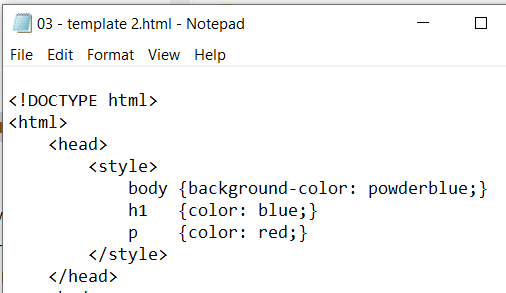 03 - template 2.html - Notepad
File Edit Format View Help
<!DOCTYPE html>
<html>
    <head>
        <style>
            body {background-color: powderblue;}
            h1   {color: blue;}
            p    {color: red;}
        </style>
    </head>